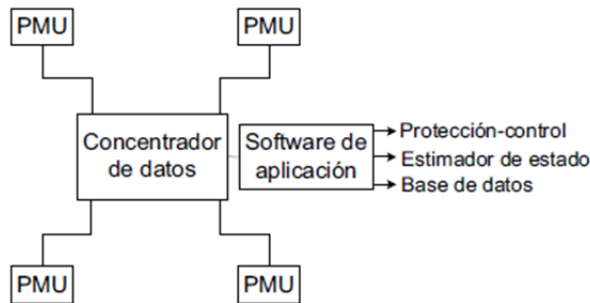 PMU
PMU
Concentrador
de datos
Software de
aplicación
Protección-control
Estimador de estado
Base de datos
PMU
PMU